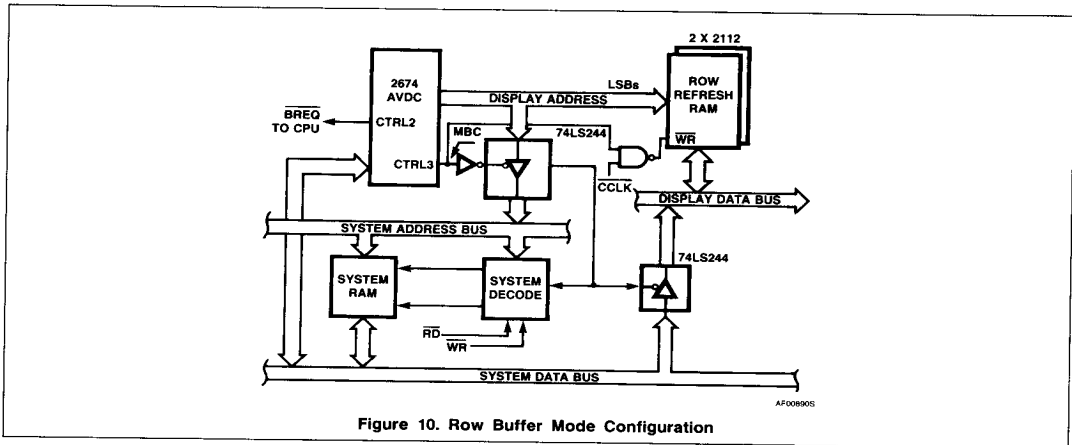 2 X 2112
2674
AVDC
LSBs
DISPLAY ADDRESS
ROW
REFRESH
RAM
BREQ
TO CPU
CTRL2
MBC
74LS244
WR
CTRL3
CCLK
DISPLAY DATA BUS
SYSTEM ADDRESS BUS
74LS244
SYSTEM
RAM
SYSTEM
DECODE
RD
WR
SYSTEM DATA BUS
AF00890S
Figure 10. Row Buffer Mode Configuration